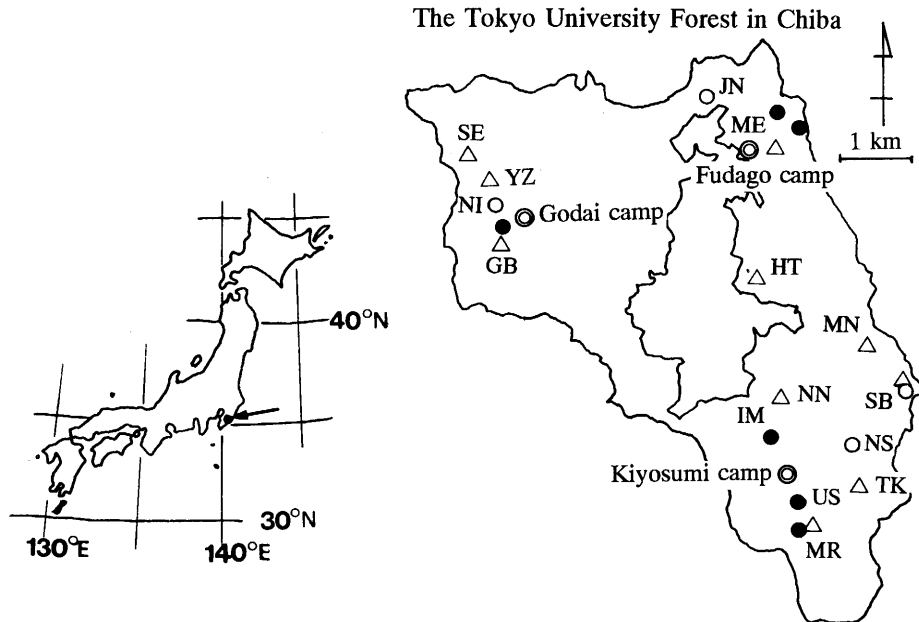 The Tokyo University Forest in Chiba
JN
ME
1 km
SE
YZ
Fudago camp
NI
Godai camp
GB
HT
40°N
MN
NN
SB
IM
NS
Kiyosumi camp
TK
US
30°N
MR
130°E
140°E